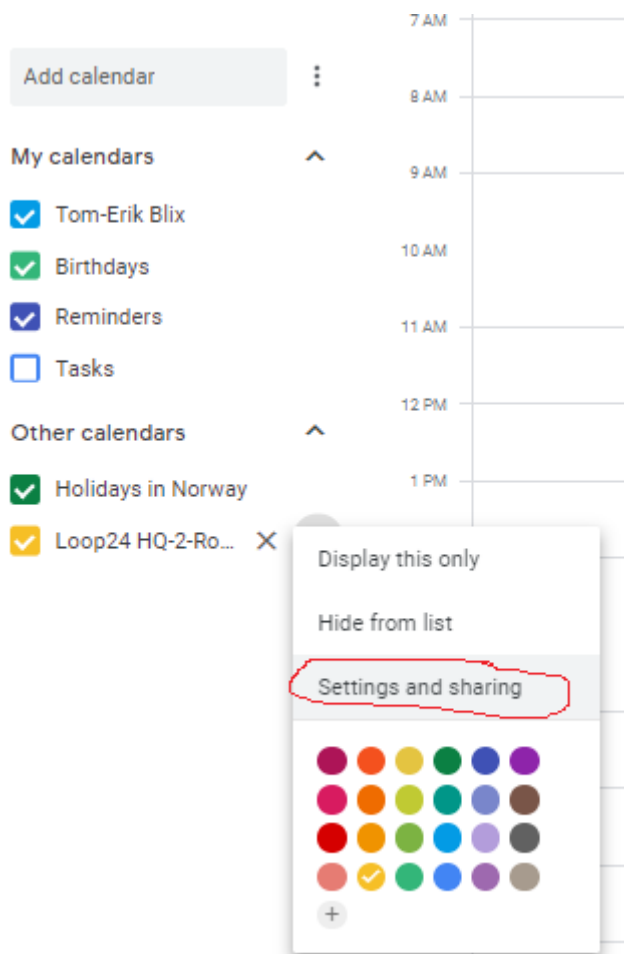 7 AM
Add calendar
8 AM
My calendars
9 AM
Tom-Erik Blix
10 AM
Birthdays
Reminders
11 AM
Tasks
12 PM
Other calendars
Holidays in Norway
1 PM
Loop24 HQ-2-Ro...
Display this only
Hide from list
Settings and sharing